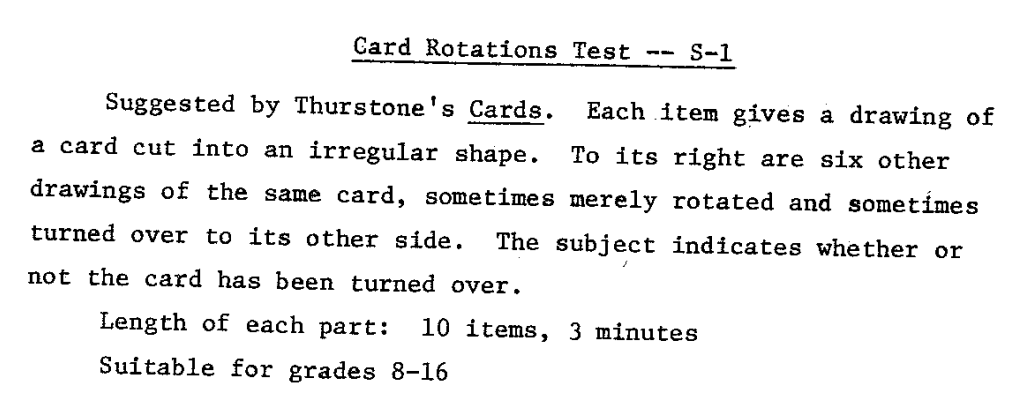 Card Rotations Test -- S-1
Suggested by Thurstone's Cards. Each item gives a drawing of
a card cut into an irregular shape. To its right are six other
drawings of the same card, sometimes merely rotated and sometimes
turned over to its other side. The subject indicates whether or
not the card has been turned over.
Length of each part: 10 items, 3 minutes
Suitable for grades 8-16